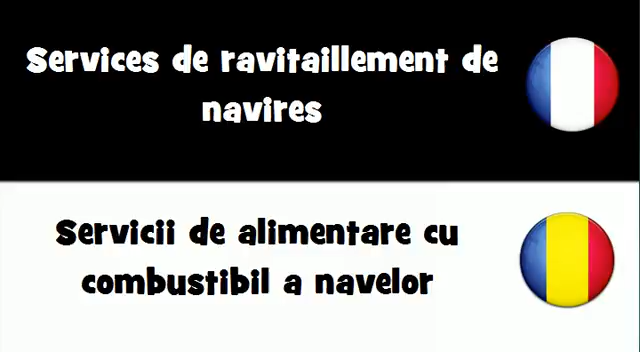 Services de ravitaillement de
navires
Servicii de alimentare cu
combustibil a navelor